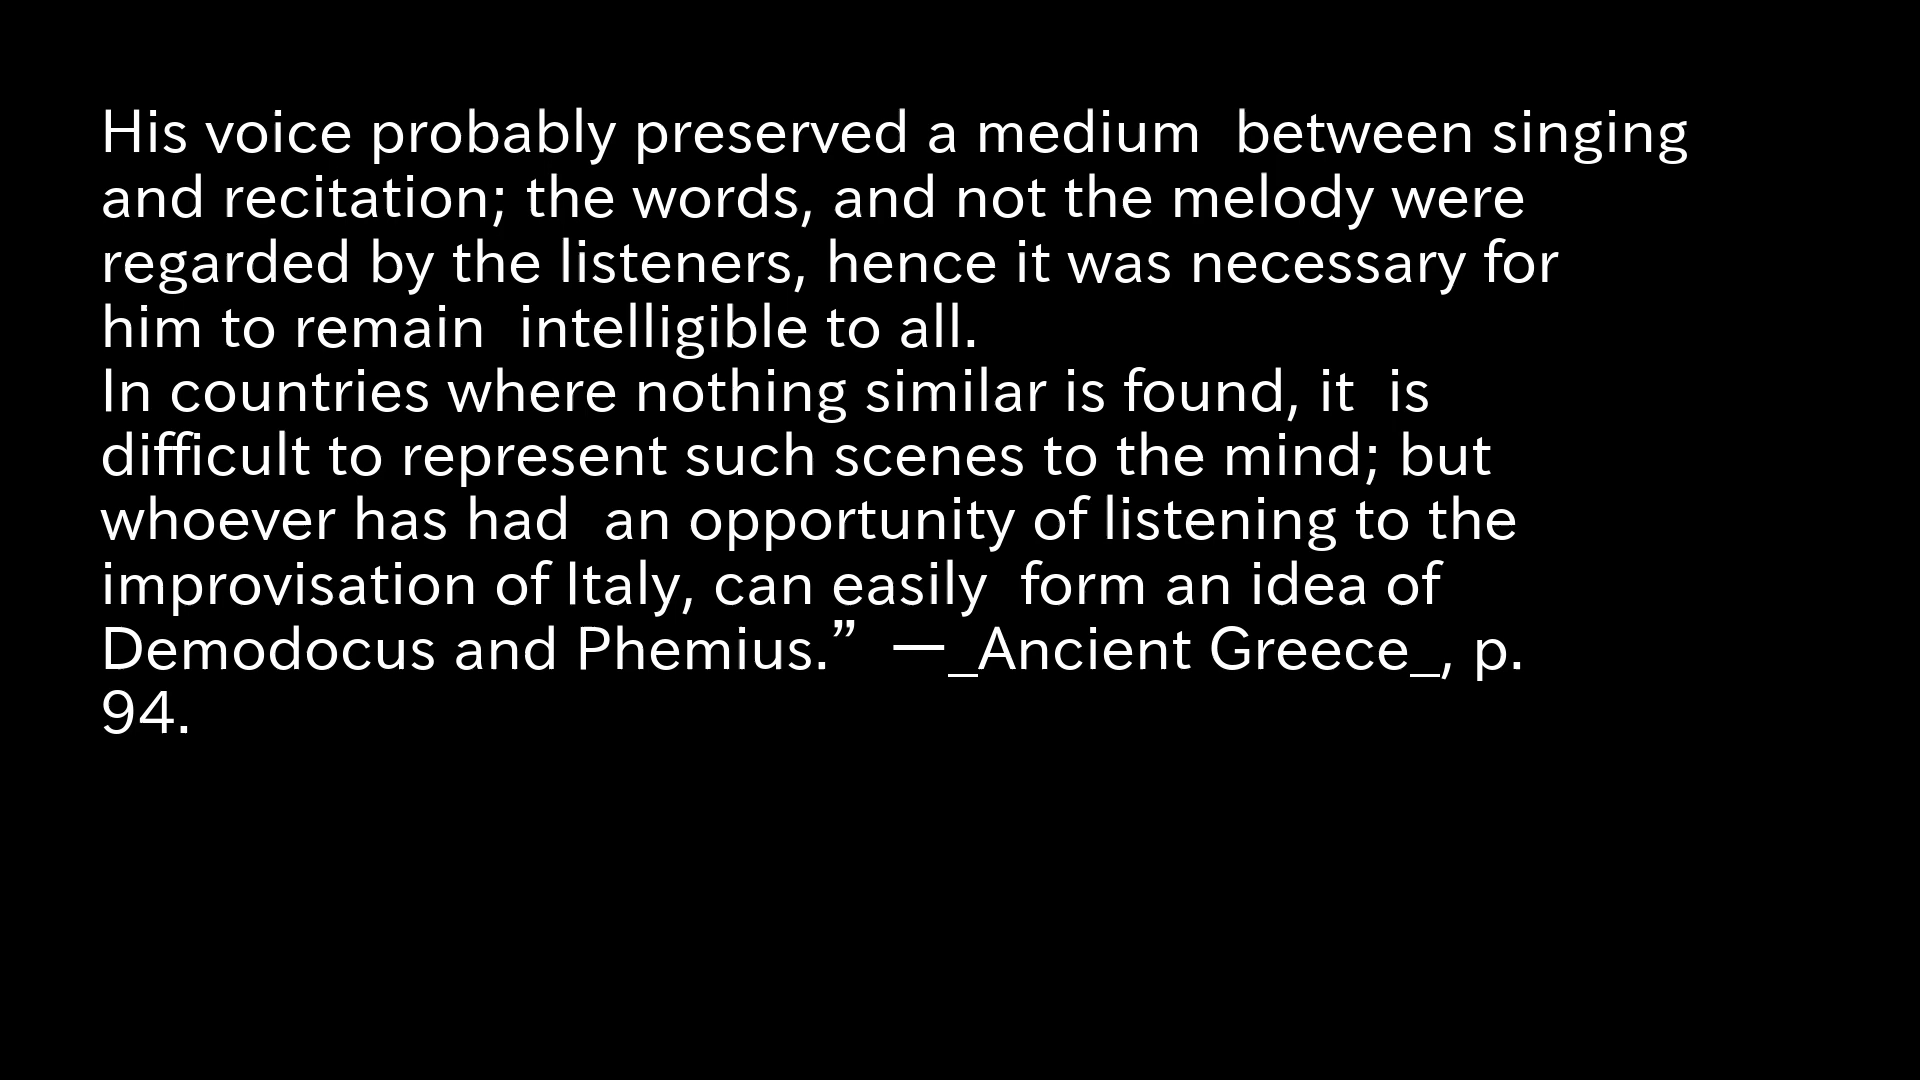 His voice probably preserved a medium  between singing
and recitation; the words, and not the melody were
regarded by the listeners, hence it was necessary for
him to remain  intelligible to all.
In countries where nothing similar is found, it  is
difficult to represent such scenes to the mind; but
whoever has had  an opportunity of listening to the
improvisation of Italy, can easily  form an idea of
Demodocus and Phemius.”  —_Ancient Greece_, p.
94.